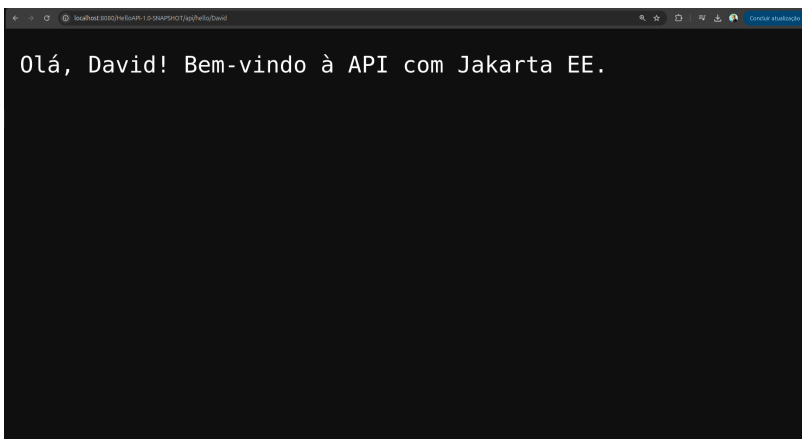 localhost:8080/HelloAPI-1.0-SNAPSHOT/api/hello/David
Concluir atualização
Olá, David! Bem-vindo à API com Jakarta EE.